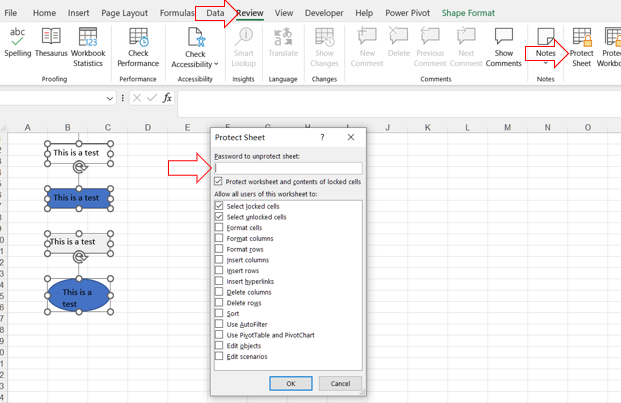 File Home Insert Page Layout Formulas Data Review View Developer Help Power Pivot Shape Format
abc 123
Spelling Thesaurus Workbook Statistics Check Performance Check Accessibility Smart Lookup Translate Show Changes New Comment Delete Previous Comment Next Comment Show Comments Notes Protect Sheet Protect
Proofing Performance Accessibility Insights Language Changes Comments Notes
fx
A B C D E F G H I J K L M N O
Protect Sheet ? ×
Password to unprotect sheet:
Protect worksheet and contents of locked cells
Allow all users of this worksheet to:
Select locked cells
Select unlocked cells
Format cells
Format columns
Format rows
Insert columns
Insert rows
Insert hyperlinks
Delete columns
Delete rows
Sort
Use AutoFilter
Use PivotTable and PivotChart
Edit objects
Edit scenarios
OK Cancel
This is a test
This is a test
This is a test
This is a
test